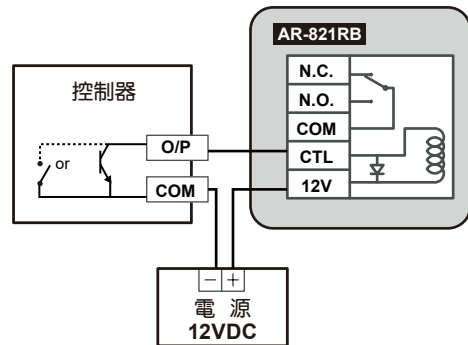 AR-821RB
N.C.
N.O.
COM
CTL
12V
控制器
or
O/P
COM
− +
電 源
12VDC